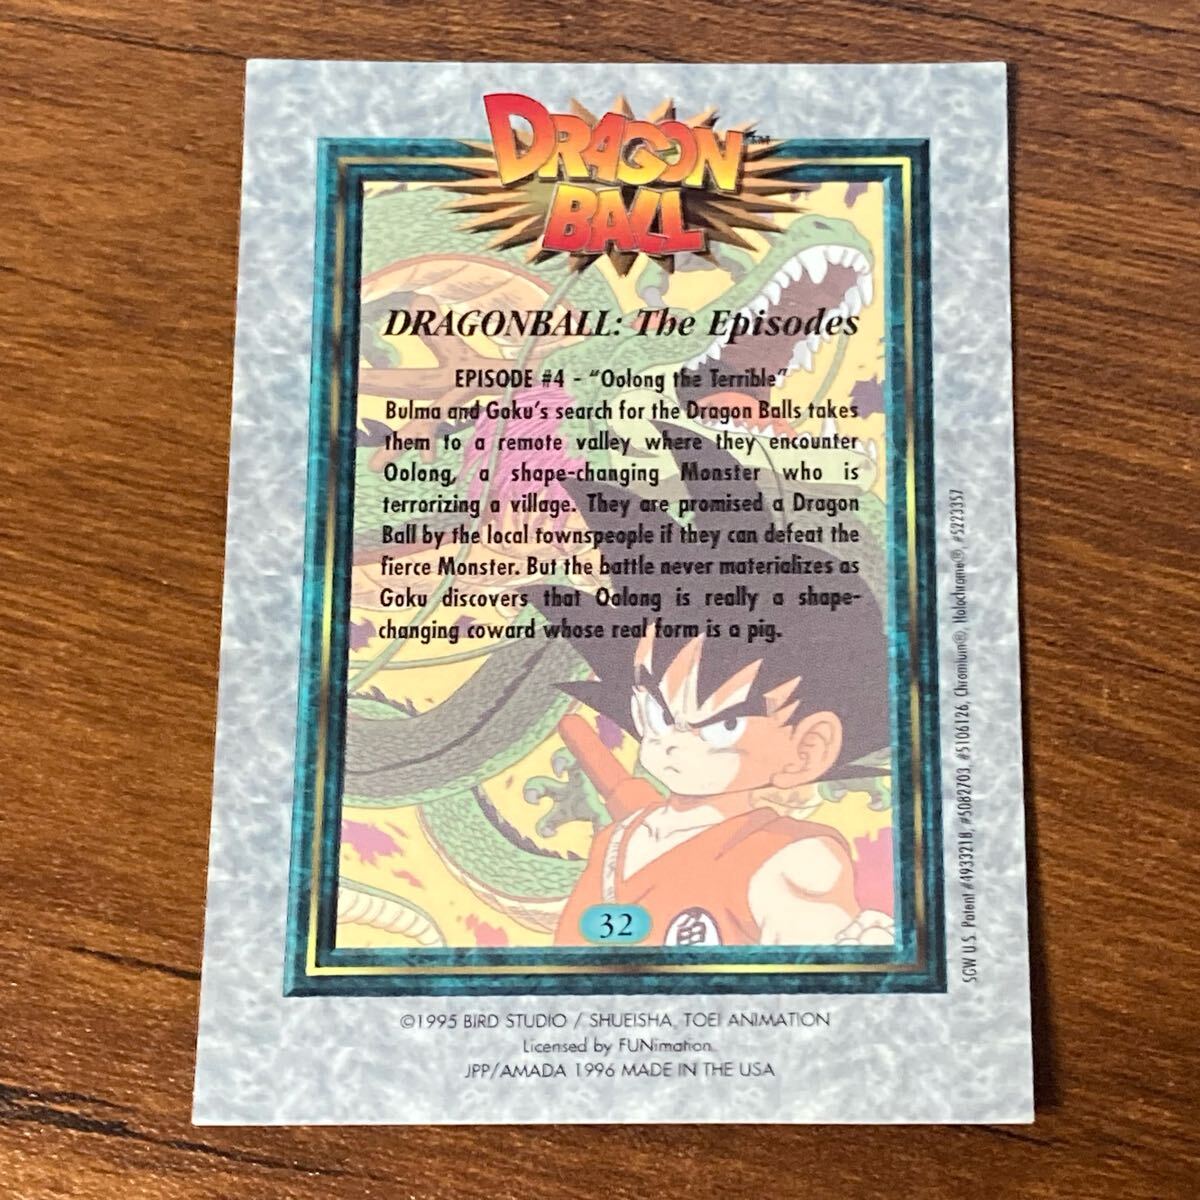 DRAGON
BALL
TM
DRAGONBALL: The Episodes
EPISODE #4 - "Oolong the Terrible"
Bulma and Goku's search for the Dragon Balls takes
them to a remote valley where they encounter
Oolong, a shape-changing Monster who is
terrorizing a village. They are promised a Dragon
Ball by the local townspeople if they can defeat the
fierce Monster. But the battle never materializes as
Goku discovers that Oolong is really a shape-
changing coward whose real form is a pig.
32
亀
SGW U.S. Patent #4933218, #5082703, #5106126, Chromium®, Holochrome®, #5223357
©1995 BIRD STUDIO / SHUEISHA, TOEI ANIMATION
Licensed by FUNimation.
JPP/AMADA 1996 MADE IN THE USA